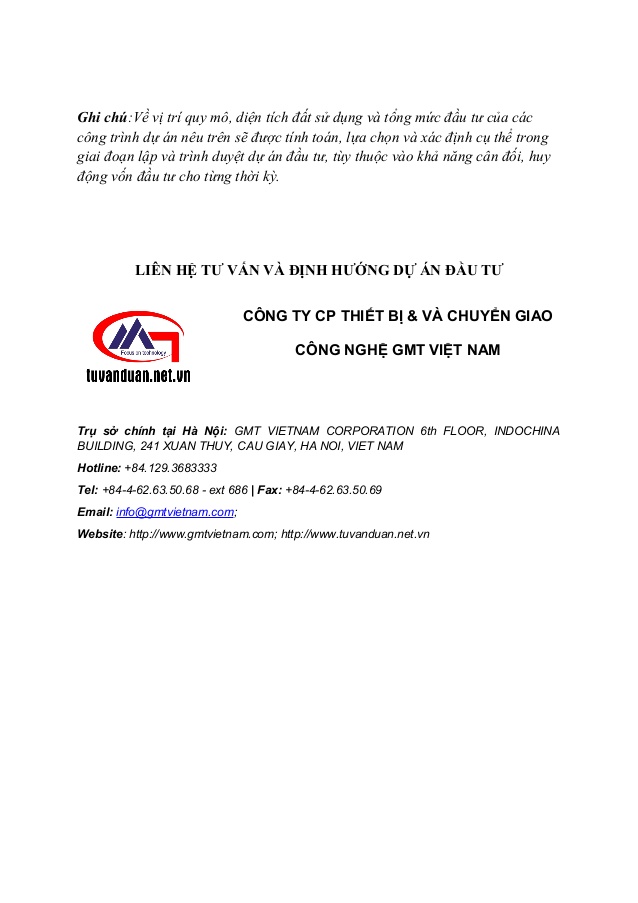 Ghi chú:Về vị trí quy mô, diện tích đất sử dụng và tổng mức đầu tư của các
công trình dự án nêu trên sẽ được tính toán, lựa chọn và xác định cụ thể trong
giai đoạn lập và trình duyệt dự án đầu tư, tùy thuộc vào khả năng cân đối, huy
động vốn đầu tư cho từng thời kỳ.
LIÊN HỆ TƯ VẤN VÀ ĐỊNH HƯỚNG DỰ ÁN ĐẦU TƯ
CÔNG TY CP THIẾT BỊ & VÀ CHUYỂN GIAO
CÔNG NGHỆ GMT VIỆT NAM
Focus on technology
tuvanduan.net.vn
Trụ sở chính tại Hà Nội: GMT VIETNAM CORPORATION 6th FLOOR, INDOCHINA
BUILDING, 241 XUAN THUY, CAU GIAY, HA NOI, VIET NAM
Hotline: +84.129.3683333
Tel: +84-4-62.63.50.68 - ext 686 | Fax: +84-4-62.63.50.69
Email: info@gmtvietnam.com;
Website: http://www.gmtvietnam.com; http://www.tuvanduan.net.vn